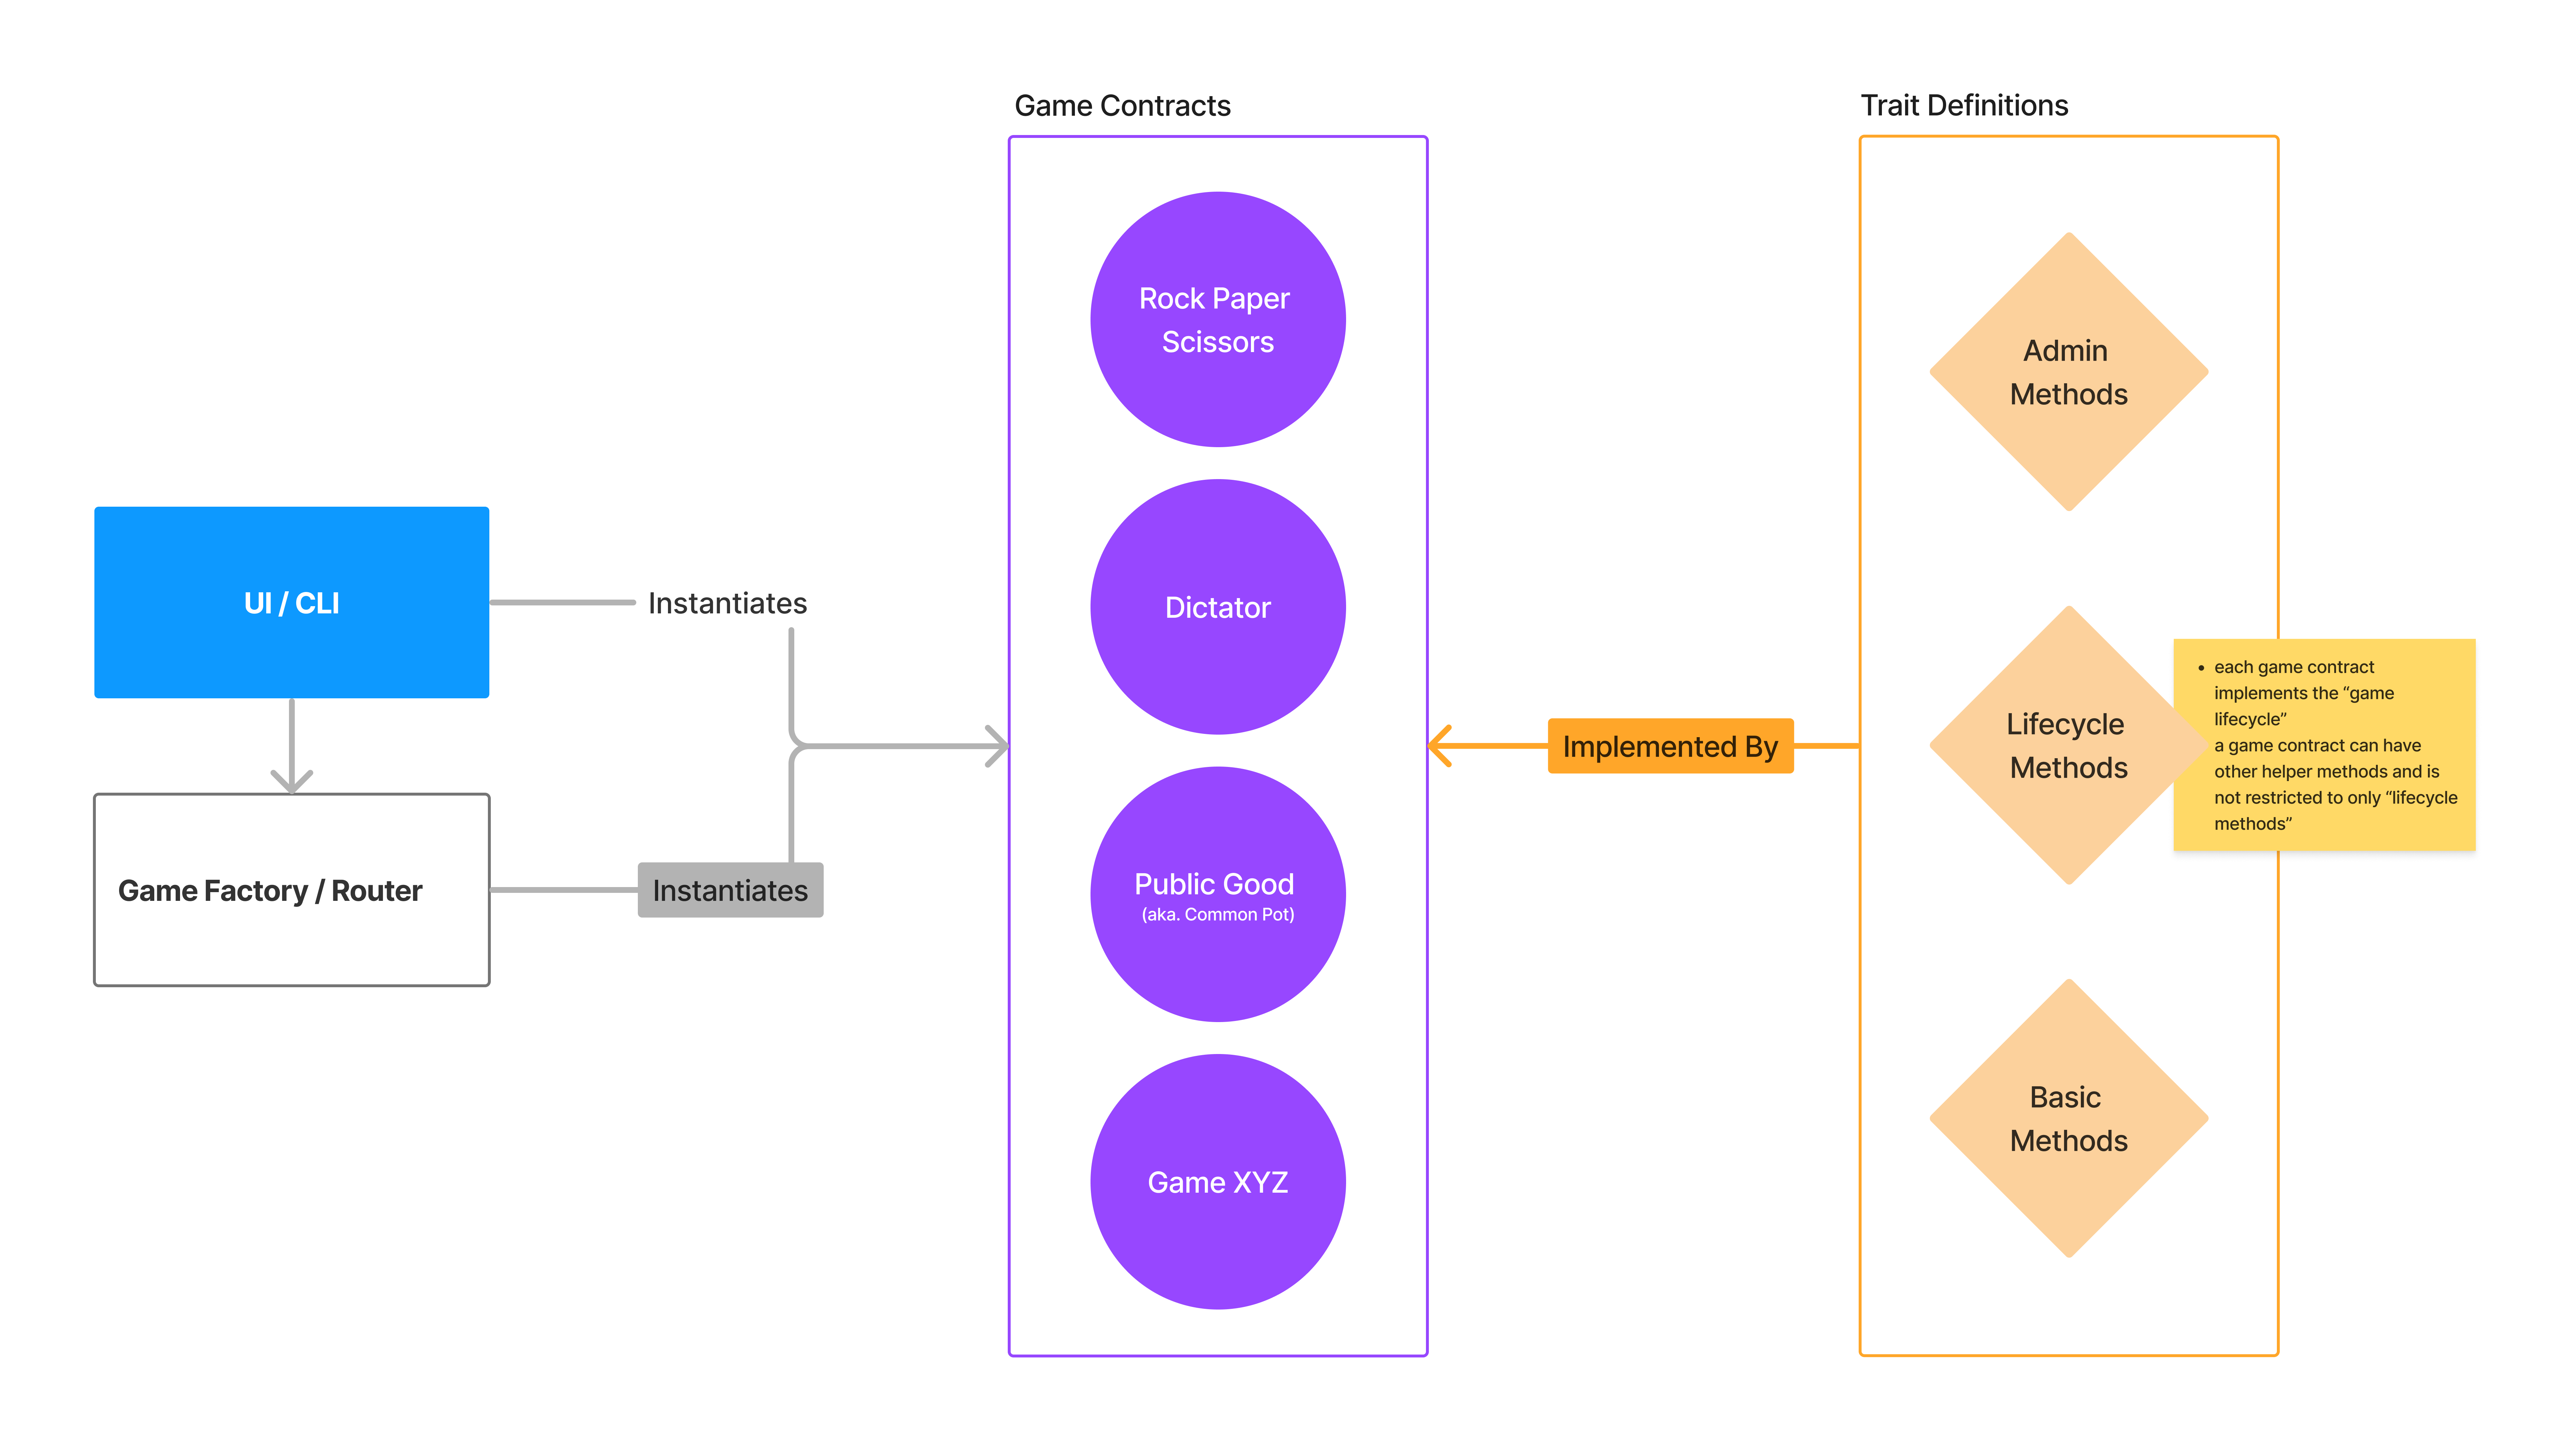 Game Contracts
Trait Definitions
Rock Paper
Scissors
Admin
Methods
UI / CLI
Instantiates
Dictator
• each game contract
implements the “game
lifecycle”
a game contract can have
other helper methods and is
not restricted to only “lifecycle
methods”
Lifecycle
Methods
Implemented By
Game Factory / Router
Instantiates
Public Good
(aka. Common Pot)
Basic
Methods
Game XYZ